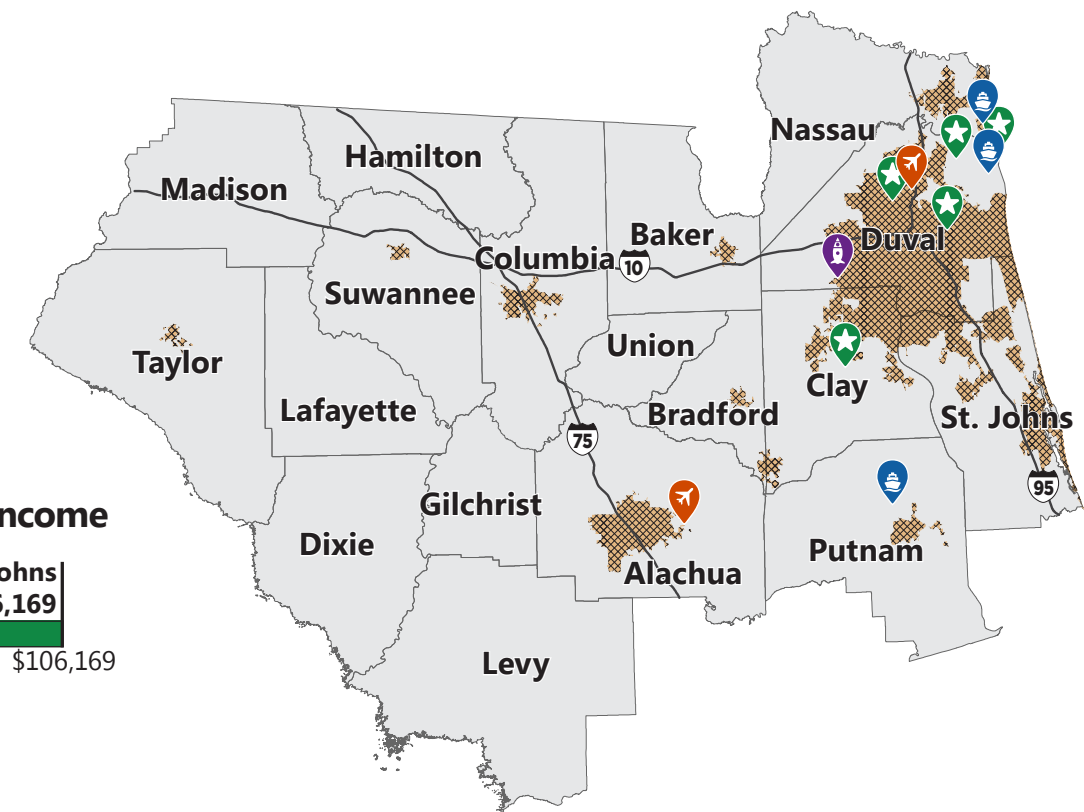 Nassau
Hamilton
Madison
Baker
Duval
Columbia
10
Suwannee
Union
Taylor
Clay
Lafayette
Bradford
St. Johns
75
95
Gilchrist
ncome
Dixie
Putnam
Alachua
ohns
,169
$106,169
Levy